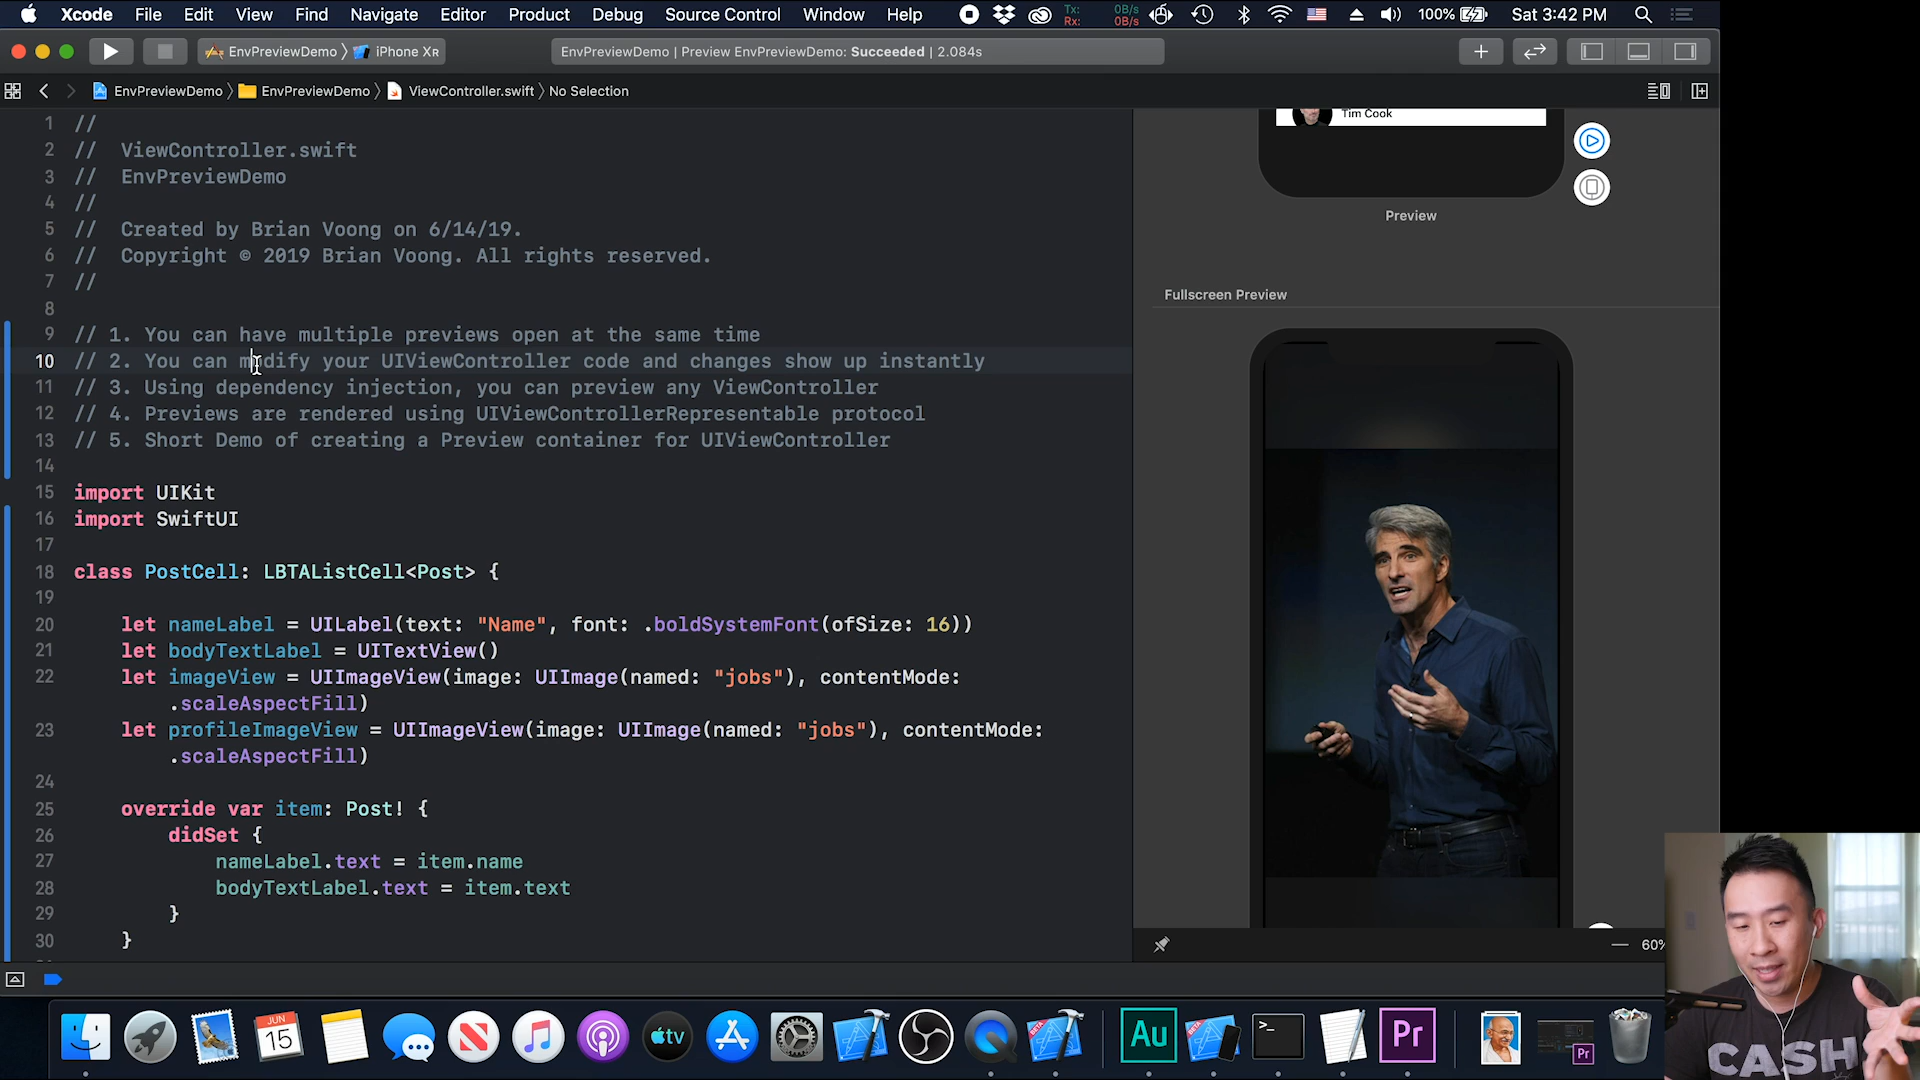 Xcode File Edit View Find Navigate Editor Product Debug Source Control Window Help Tx: 0B/s Rx: 0B/s 100% Sat 3:42 PM
EnvPreviewDemo iPhone XR EnvPreviewDemo | Preview EnvPreviewDemo: Succeeded | 2.084s
EnvPreviewDemo EnvPreviewDemo ViewController.swift No Selection
1 //
2 // ViewController.swift
3 // EnvPreviewDemo
4 //
5 // Created by Brian Voong on 6/14/19.
6 // Copyright © 2019 Brian Voong. All rights reserved.
7 //
8
9 // 1. You can have multiple previews open at the same time
10 // 2. You can modify your UIViewController code and changes show up instantly
11 // 3. Using dependency injection, you can preview any ViewController
12 // 4. Previews are rendered using UIViewControllerRepresentable protocol
13 // 5. Short Demo of creating a Preview container for UIViewController
14
15 import UIKit
16 import SwiftUI
17
18 class PostCell: LBTAListCell<Post> {
19
20 let nameLabel = UILabel(text: "Name", font: .boldSystemFont(ofSize: 16))
21 let bodyTextLabel = UITextView()
22 let imageView = UIImageView(image: UIImage(named: "jobs"), contentMode:
.scaleAspectFill)
23 let profileImageView = UIImageView(image: UIImage(named: "jobs"), contentMode:
.scaleAspectFill)
24
25 override var item: Post! {
26 didSet {
27 nameLabel.text = item.name
28 bodyTextLabel.text = item.text
29 }
30 }
Tim Cook
Preview
Fullscreen Preview
60%
JUN
15
tv
BETA
Au
BETA
>_
Pr
Pr
CASH